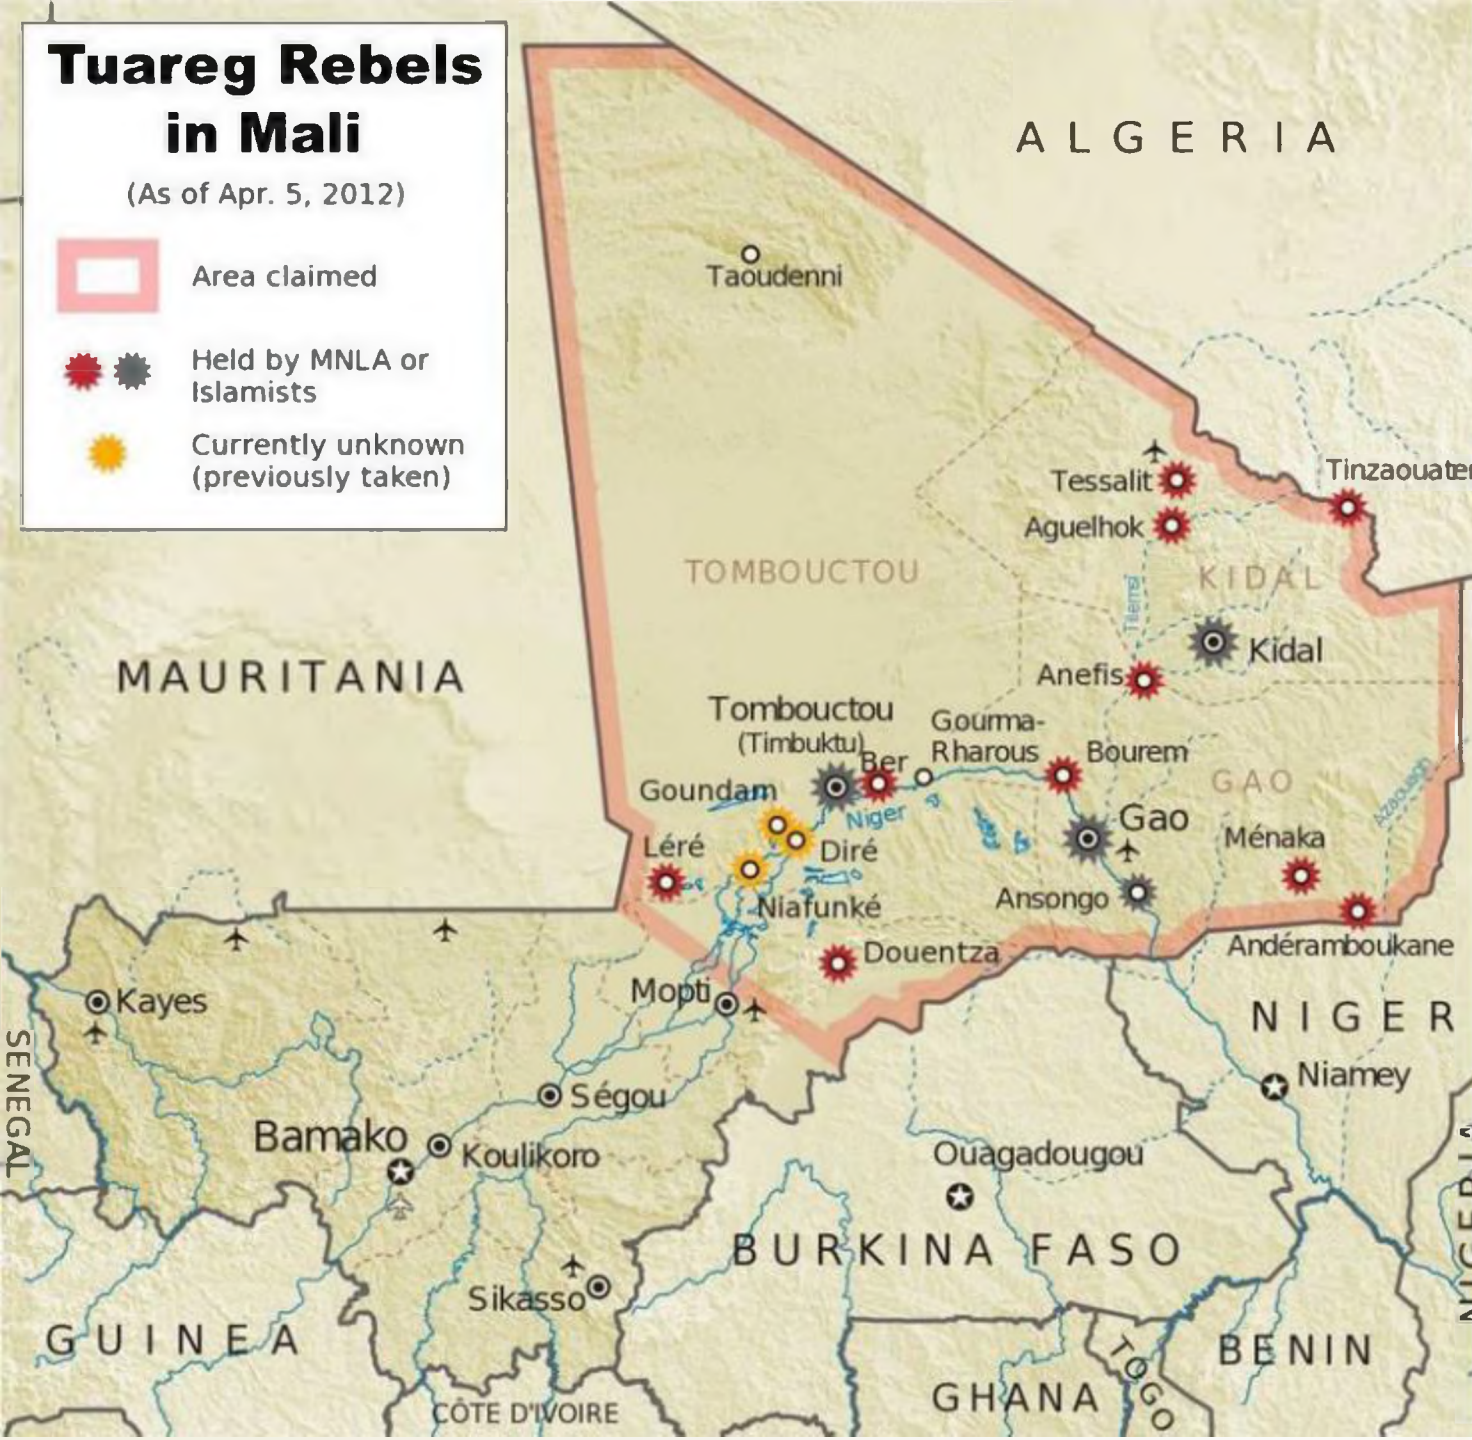 Tuareg Rebels
in Mali
(As of Apr. 5, 2012)
Area claimed
Held by MNLA or
Islamists
Currently unknown
(previously taken)
ALGERIA
Taoudenni
Tessalit
Tinzaouaten
Aguelhok
TOMBOUCTOU
KIDAL
Tilemsi
Kidal
MAURITANIA
Anefis
Tombouctou
(Timbuktu)
Gourma-
Rharous
Ber
Bourem
GAO
Azaouagh
Goundam
Niger
Gao
Ménaka
Léré
Diré
Niafunké
Ansongo
Andéramboukane
Douentza
Mopti
Kayes
NIGER
SENEGAL
Niamey
Ségou
Bamako
Koulikoro
Ouagadougou
BURKINA FASO
NIGERIA
Sikasso
GUINEA
BENIN
TOGO
GHANA
CÔTE D'IVOIRE